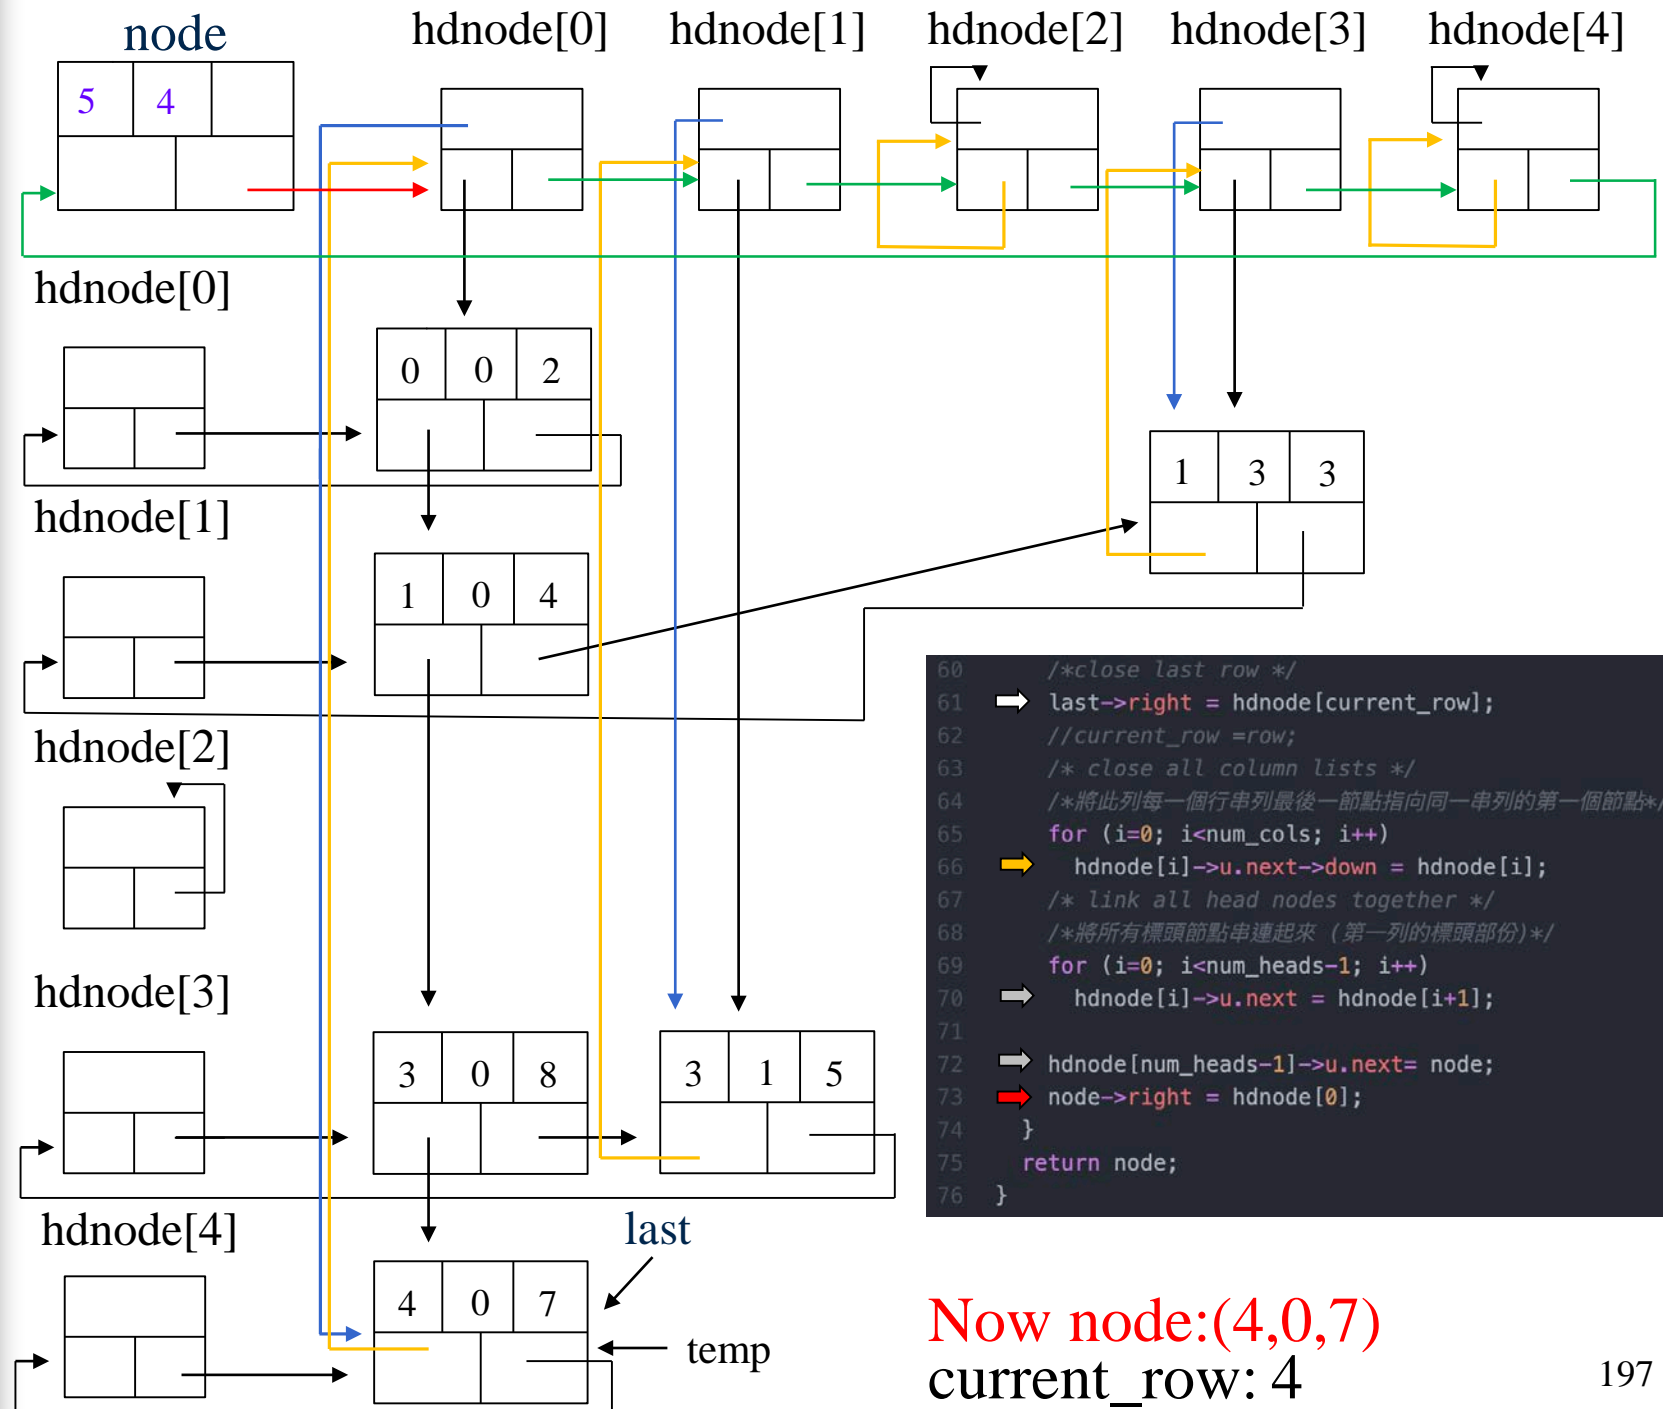 node hdnode[0] hdnode[1] hdnode[2] hdnode[3] hdnode[4]
5 4
hdnode[0]
0 0 2
1 3 3
hdnode[1]
1 0 4
hdnode[2]
hdnode[3]
3 0 8
3 1 5
hdnode[4]
last
4 0 7
temp
60 /*close last row */
61 last->right = hdnode[current_row];
62 //current_row =row;
63 /* close all column lists */
64 /*將此列每一個行串列最後一節點指向同一串列的第一個節點*/
65 for (i=0; i<num_cols; i++)
66 hdnode[i]->u.next->down = hdnode[i];
67 /* link all head nodes together */
68 /*將所有標頭節點串連起來 (第一列的標頭部份)*/
69 for (i=0; i<num_heads-1; i++)
70 hdnode[i]->u.next = hdnode[i+1];
71
72 hdnode[num_heads-1]->u.next= node;
73 node->right = hdnode[0];
74 }
75 return node;
76 }
Now node:(4,0,7)
current_row: 4
197